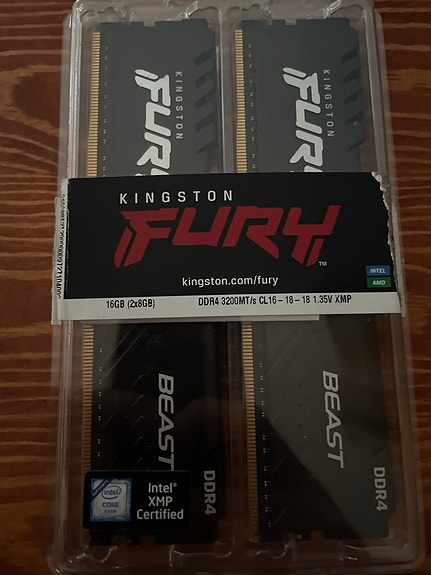 KINGSTON
FURY
KINGSTON
FURY
KINGSTON
FURY™
kingston.com/fury
INTEL
AMD
16GB (2x8GB)
DDR4 3200MT/s CL16 - 18 - 18 1.35V XMP
BEAST
DDR4
BEAST
DDR4
intel
CORE
Intel®
XMP
Certified